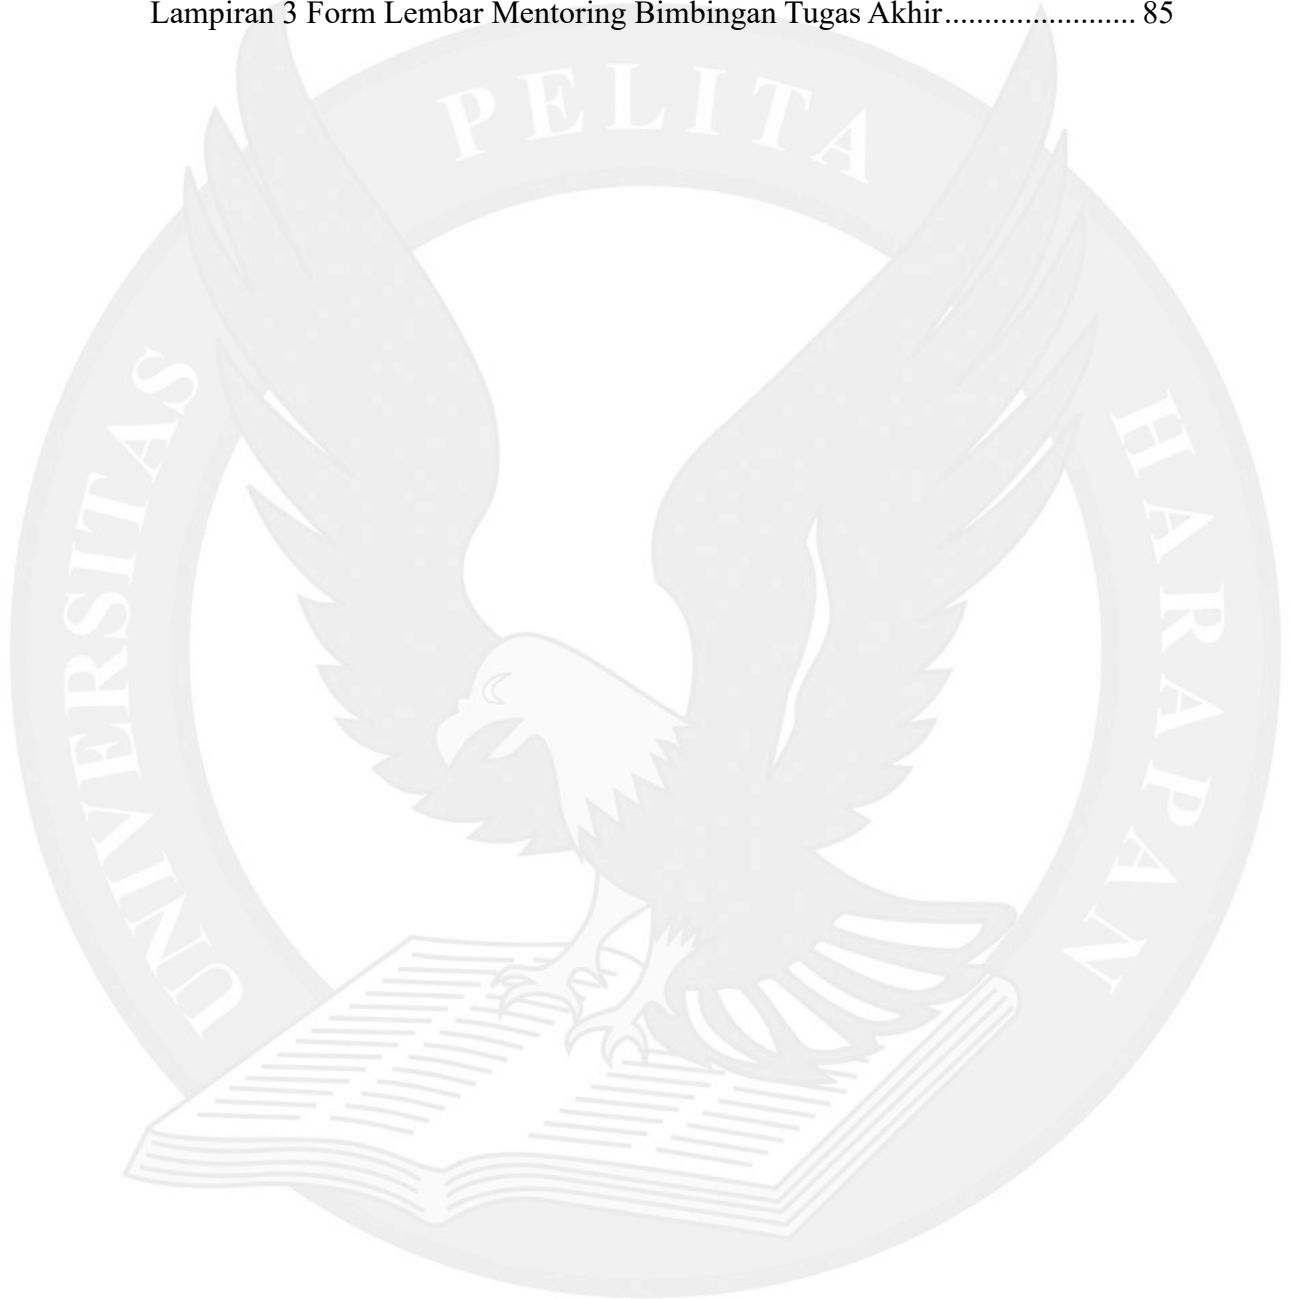 Lampiran 3 Form Lembar Mentoring Bimbingan Tugas Akhir........................ 85
UNIVERSITAS PELITA HARAPAN